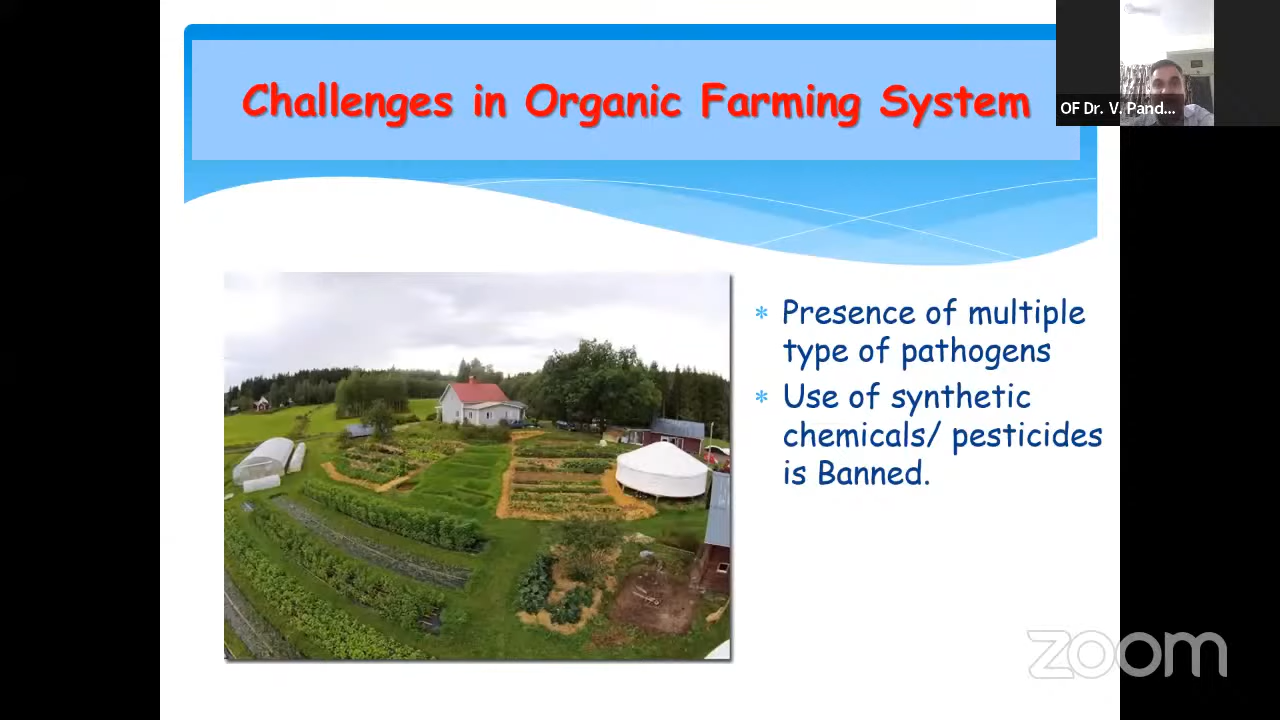 Challenges in Organic Farming System
OF Dr. V. Pand...
* Presence of multiple
type of pathogens
* Use of synthetic
chemicals/ pesticides
is Banned.
zoom